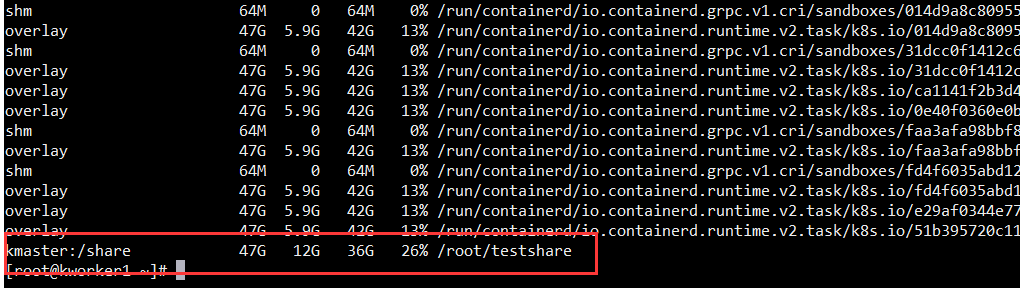 shm 64M 0 64M 0% /run/containerd/io.containerd.grpc.v1.cri/sandboxes/014d9a8c80955
overlay 47G 5.9G 42G 13% /run/containerd/io.containerd.runtime.v2.task/k8s.io/014d9a8c8095
shm 64M 0 64M 0% /run/containerd/io.containerd.grpc.v1.cri/sandboxes/31dcc0f1412c6
overlay 47G 5.9G 42G 13% /run/containerd/io.containerd.runtime.v2.task/k8s.io/31dcc0f1412c
overlay 47G 5.9G 42G 13% /run/containerd/io.containerd.runtime.v2.task/k8s.io/ca1141f2b3d4
overlay 47G 5.9G 42G 13% /run/containerd/io.containerd.runtime.v2.task/k8s.io/0e40f0360e0b
shm 64M 0 64M 0% /run/containerd/io.containerd.grpc.v1.cri/sandboxes/faa3afa98bbf8
overlay 47G 5.9G 42G 13% /run/containerd/io.containerd.runtime.v2.task/k8s.io/faa3afa98bbf
shm 64M 0 64M 0% /run/containerd/io.containerd.grpc.v1.cri/sandboxes/fd4f6035abd12
overlay 47G 5.9G 42G 13% /run/containerd/io.containerd.runtime.v2.task/k8s.io/fd4f6035abd1
overlay 47G 5.9G 42G 13% /run/containerd/io.containerd.runtime.v2.task/k8s.io/e29af0344e77
overlay 47G 5.9G 42G 13% /run/containerd/io.containerd.runtime.v2.task/k8s.io/51b395720c11
kmaster:/share 47G 12G 36G 26% /root/testshare
[root@kworker1 ~]#